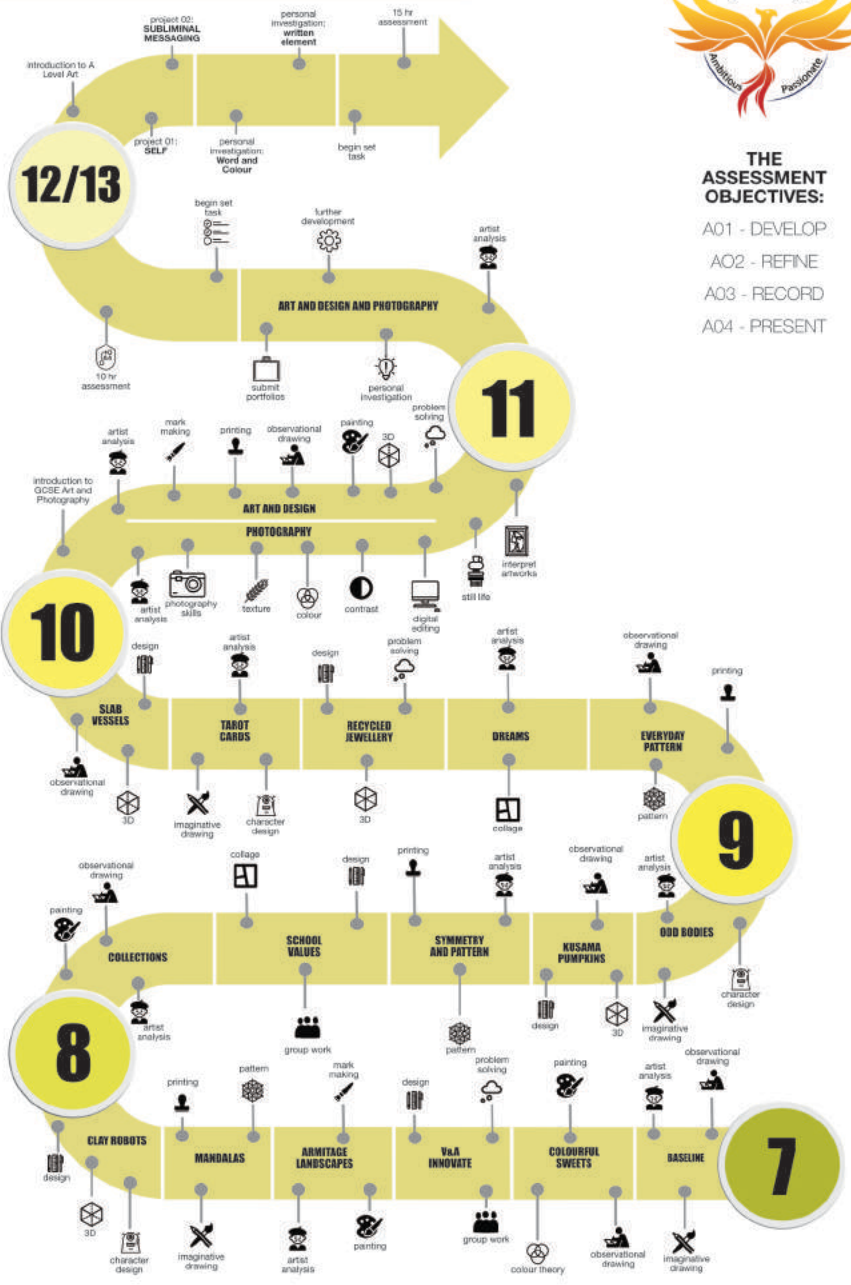 project 02:
SUBLIMINAL
MESSAGING
personal
investigation:
written
element
15 hr
assessment
introduction to A
Level Art
project 01:
SELF
personal
investigation:
Word and
Colour
begin set
task
Ambitious
Passionate
THE
ASSESSMENT
OBJECTIVES:
A01 - DEVELOP
AO2 - REFINE
A03 - RECORD
A04 - PRESENT
12/13
begin set
task
further
development
artist
analysis
ART AND DESIGN AND PHOTOGRAPHY
10 hr
assessment
submit
portfolios
personal
investigation
11
artist
analysis
mark
making
printing
observational
drawing
painting
3D
problem
solving
introduction to
GCSE Art and
Photography
ART AND DESIGN
PHOTOGRAPHY
artist
analysis
photography
skills
texture
colour
contrast
digital
editing
still life
interpret
artworks
10
design
artist
analysis
design
problem
solving
artist
analysis
observational
drawing
printing
SLAB
VESSELS
TAROT
CARDS
RECYCLED
JEWELLERY
DREAMS
EVERYDAY
PATTERN
observational
drawing
3D
imaginative
drawing
character
design
3D
collage
pattern
9
painting
observational
drawing
collage
design
printing
artist
analysis
observational
drawing
artist
analysis
COLLECTIONS
SCHOOL
VALUES
SYMMETRY
AND PATTERN
KUSAMA
PUMPKINS
ODD BODIES
artist
analysis
group work
pattern
design
3D
imaginative
drawing
character
design
8
printing
pattern
mark
making
design
problem
solving
painting
artist
analysis
observational
drawing
CLAY ROBOTS
MANDALAS
ARMITAGE
LANDSCAPES
V&A
INNOVATE
COLOURFUL
SWEETS
BASELINE
7
design
3D
character
design
imaginative
drawing
artist
analysis
painting
group work
colour theory
observational
drawing
imaginative
drawing